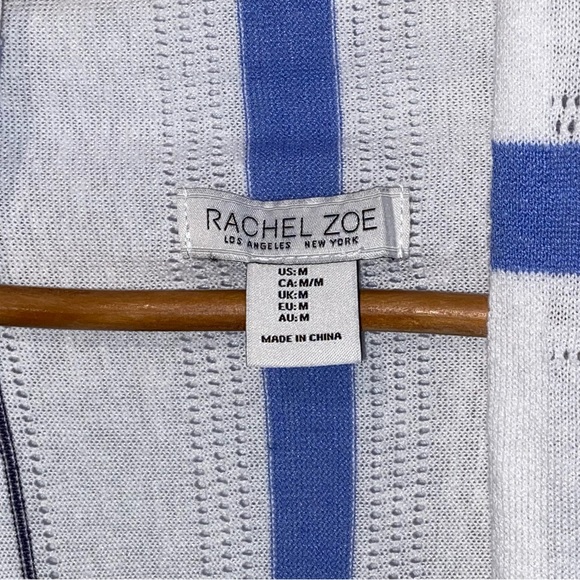 RACHEL ZOE
LOS ANGELES NEW YORK
US: M
CA: M/M
UK: M
EU: M
AU: M
MADE IN CHINA